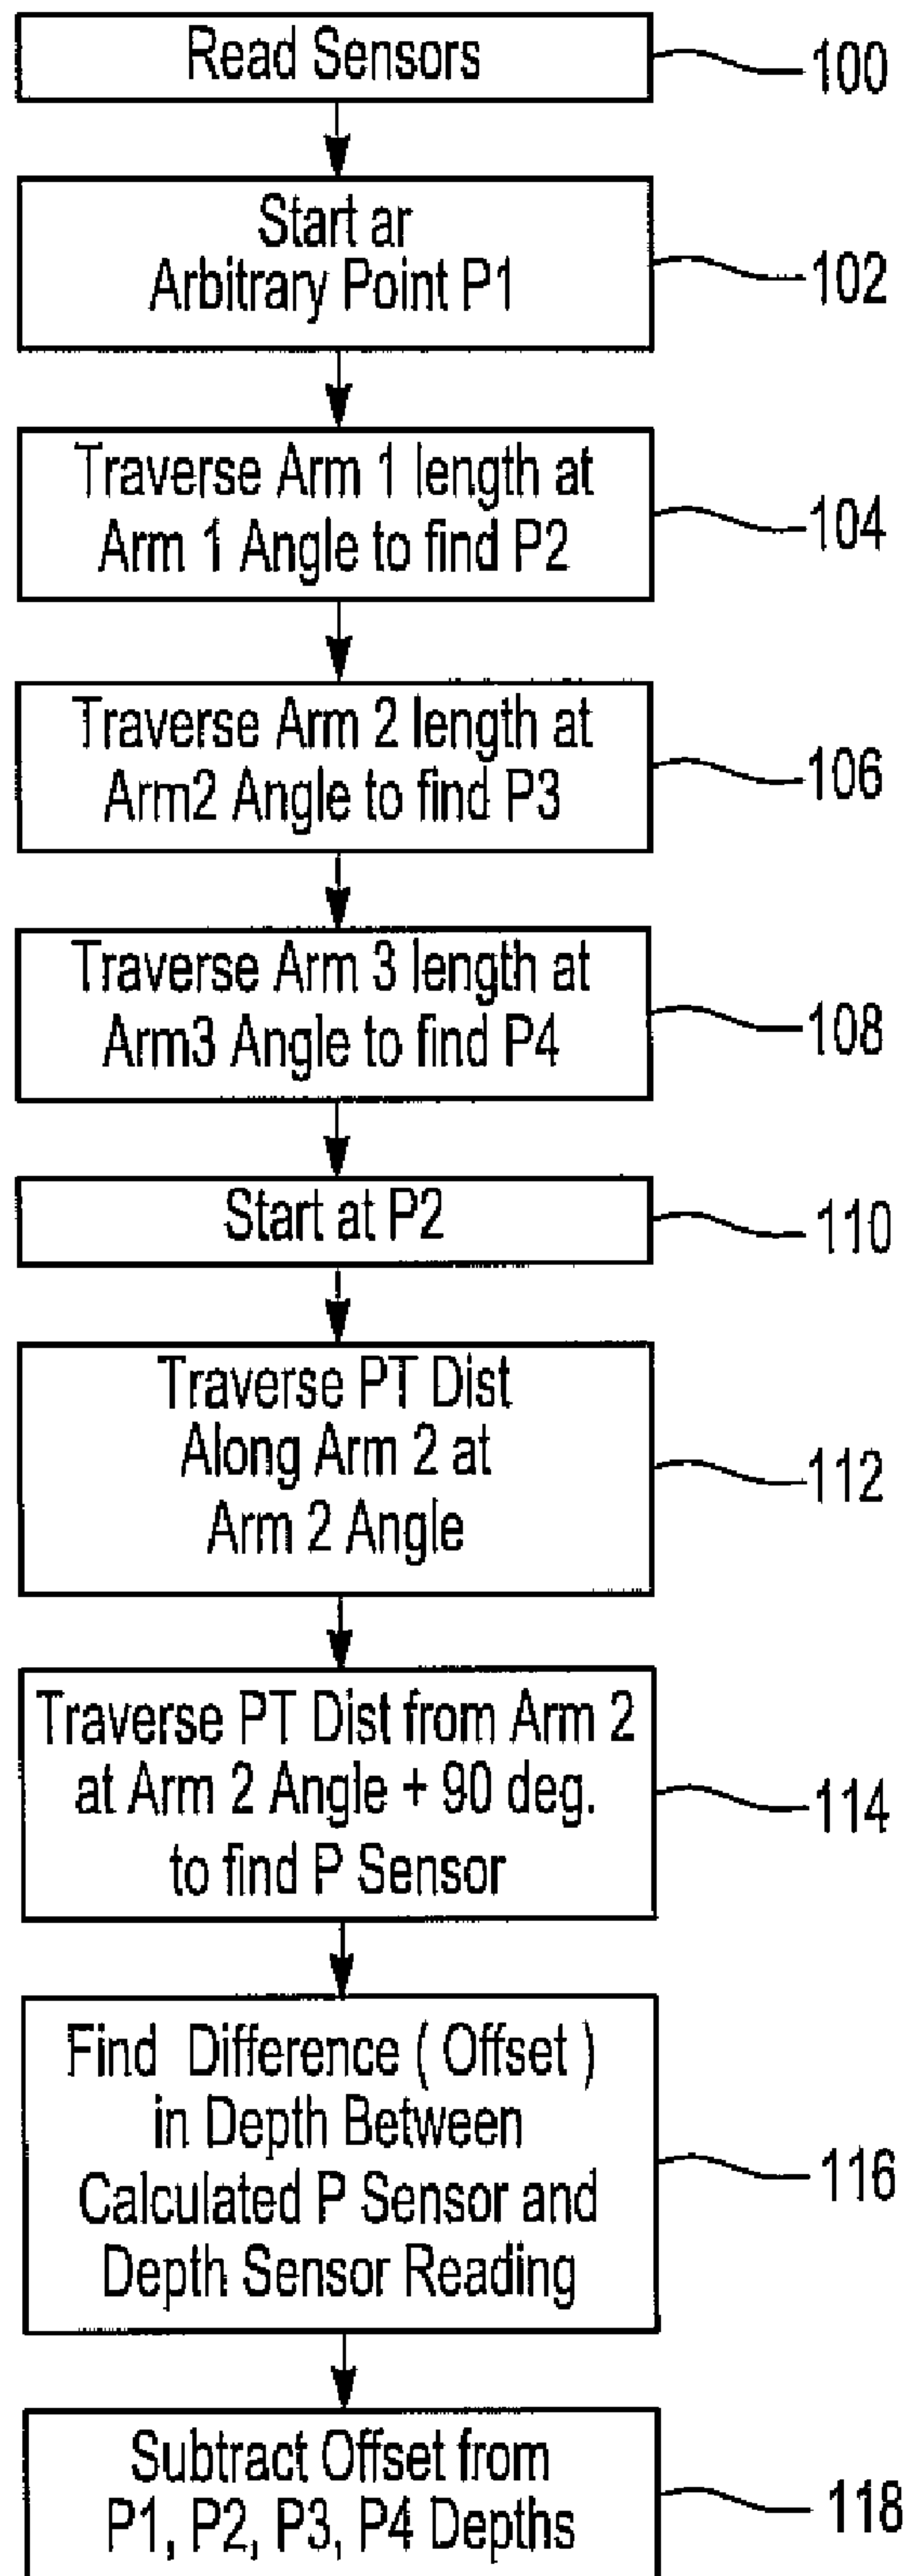 Read Sensors
100
Start ar
Arbitrary Point P1
102
Traverse Arm 1 length at
Arm 1 Angle to find P2
104
Traverse Arm 2 length at
Arm2 Angle to find P3
106
Traverse Arm 3 length at
Arm3 Angle to find P4
108
Start at P2
110
Traverse PT Dist
Along Arm 2 at
Arm 2 Angle
112
Traverse PT Dist from Arm 2
at Arm 2 Angle + 90 deg.
to find P Sensor
114
Find Difference ( Offset )
in Depth Between
Calculated P Sensor and
Depth Sensor Reading
116
Subtract Offset from
P1, P2, P3, P4 Depths
118